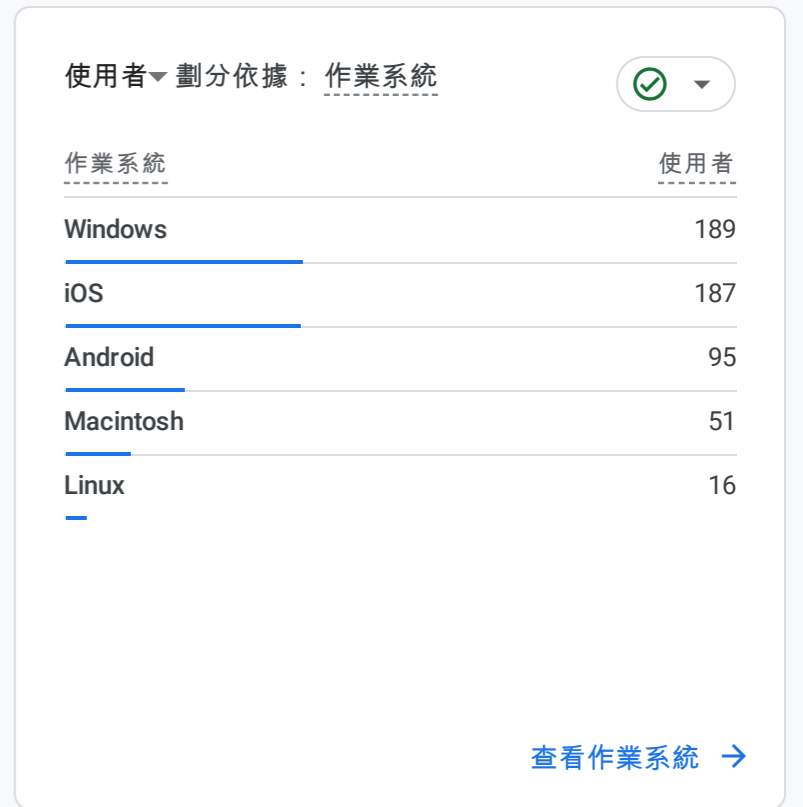 使用者 劃分依據：作業系統
作業系統 使用者
Windows 189
iOS 187
Android 95
Macintosh 51
Linux 16
查看作業系統 →